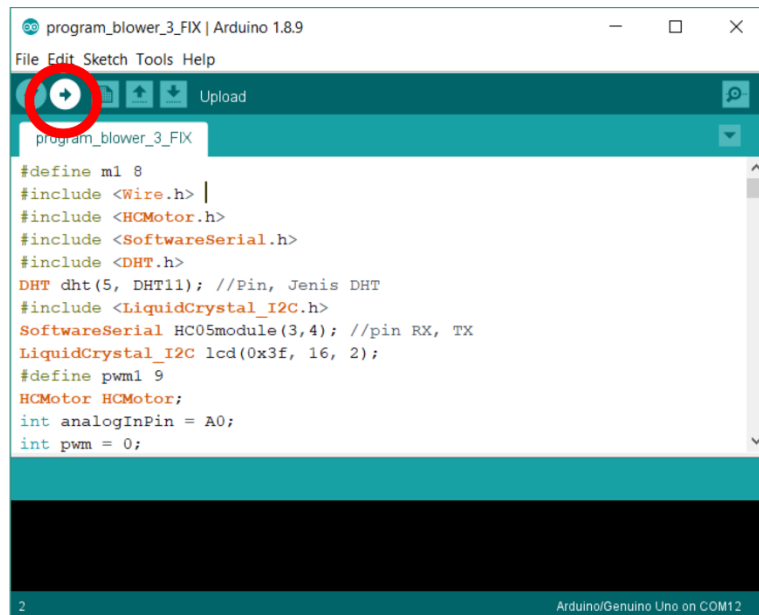 program_blower_3_FIX | Arduino 1.8.9
File Edit Sketch Tools Help
Upload
program_blower_3_FIX
#define m1 8
#include <Wire.h>
#include <HCMotor.h>
#include <SoftwareSerial.h>
#include <DHT.h>
DHT dht(5, DHT11); //Pin, Jenis DHT
#include <LiquidCrystal_I2C.h>
SoftwareSerial HC05module(3,4); //pin RX, TX
LiquidCrystal_I2C lcd(0x3f, 16, 2);
#define pwm1 9
HCMotor HCMotor;
int analogInPin = A0;
int pwm = 0;
2
Arduino/Genuino Uno on COM12